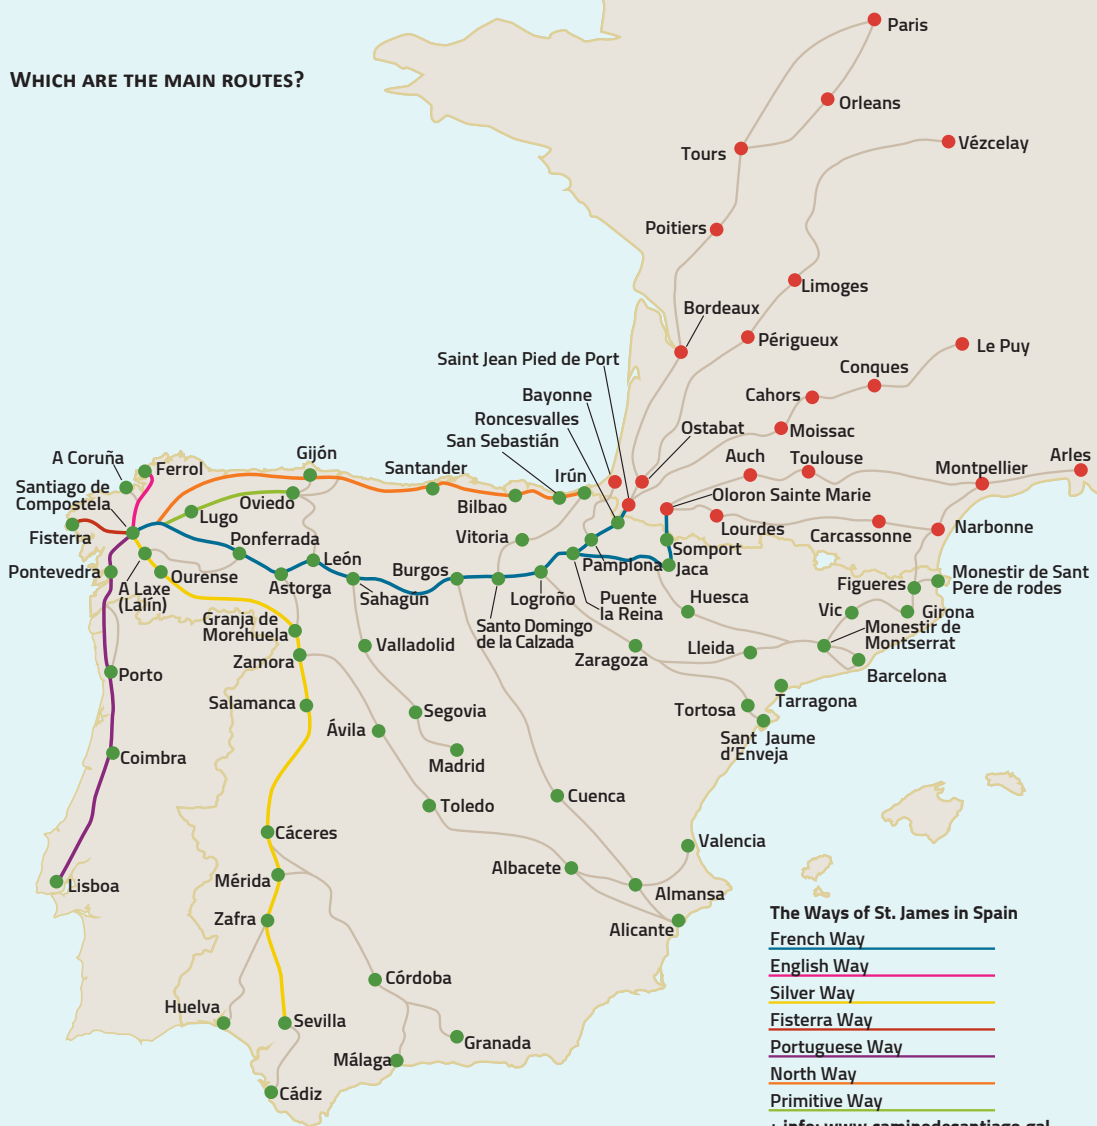 WHICH ARE THE MAIN ROUTES?
Paris
Orleans
Vézcelay
Tours
Poitiers
Limoges
Bordeaux
Périgueux
Le Puy
Saint Jean Pied de Port
Conques
Bayonne
Cahors
Roncesvalles
Ostabat
Moissac
San Sebastián
A Coruña
Ferrol
Gijón
Santander
Irún
Auch
Toulouse
Montpellier
Arles
Santiago de
Compostela
Oviedo
Bilbao
Oloron Sainte Marie
Lugo
Fisterra
Vitoria
Lourdes
Carcassonne
Narbonne
Ponferrada
León
Pamplona
Somport
Pontevedra
A Laxe
(Lalín)
Ourense
Astorga
Sahagún
Burgos
Logroño
Puente
la Reina
Jaca
Figueres
Monestir de Sant
Pere de rodes
Huesca
Vic
Girona
Granja de
Morehuela
Santo Domingo
de la Calzada
Monestir de
Montserrat
Zamora
Valladolid
Zaragoza
Lleida
Barcelona
Porto
Salamanca
Segovia
Tortosa
Tarragona
Ávila
Sant Jaume
d'Enveja
Coimbra
Madrid
Toledo
Cuenca
Cáceres
Valencia
Lisboa
Mérida
Albacete
Almansa
Zafra
Alicante
Córdoba
Huelva
Sevilla
Granada
Málaga
Cádiz
The Ways of St. James in Spain
French Way
English Way
Silver Way
Fisterra Way
Portuguese Way
North Way
Primitive Way
+ info: www.caminodesantiago.gal